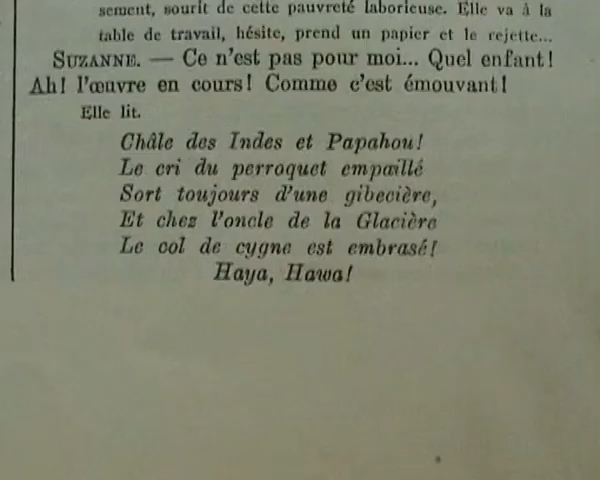 sement, sourit de cette pauvreté laborieuse. Elle va à la
table de travail, hésite, prend un papier et le rejette...
SUZANNE. — Ce n'est pas pour moi... Quel enfant!
Ah! l'œuvre en cours! Comme c'est émouvant!
Elle lit.
Châle des Indes et Papahou!
Le cri du perroquet empaillé
Sort toujours d'une gibecière,
Et chez l'oncle de la Glacière
Le col de cygne est embrasé!
Haya, Hawa!